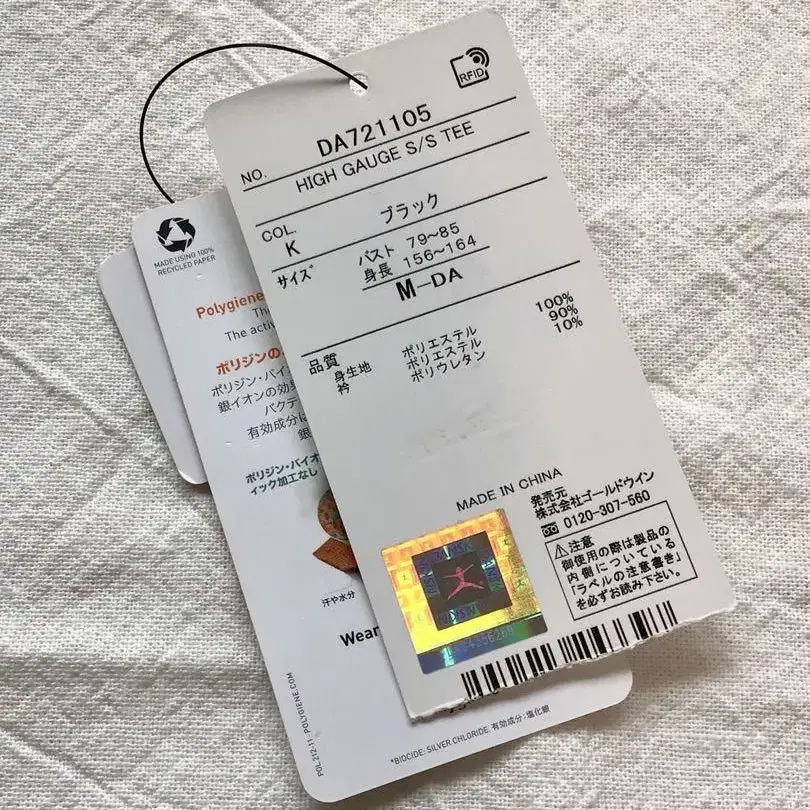 RFID
NO.
DA721105
HIGH GAUGE S/S TEE
COL.
K
ブラック
サイズ
バスト 79~85
身長 156~164
M-DA
品質
身生地 ポリエステル 100%
衿 ポリエステル 90%
ポリウレタン 10%
MADE IN CHINA
発売元
株式会社ゴールドウイン
0120-307-560
注意
御使用の際は製品の
内側についている
「ラベルの注意書き」
を必ずお読み下さい。
MADE USING 100%
RECYCLED PAPER
Polygiene
The activ
ポリジンの
ポリジン・バイ
銀イオンの効
バクテ
有効成分は
銀
ポリジン・バイオ
ィック加工なし
汗や水分
Wear
POL.212-11 - POLYGIENE.COM
*BIOCIDE: SILVER CHLORIDE. 有効成分:塩化銀